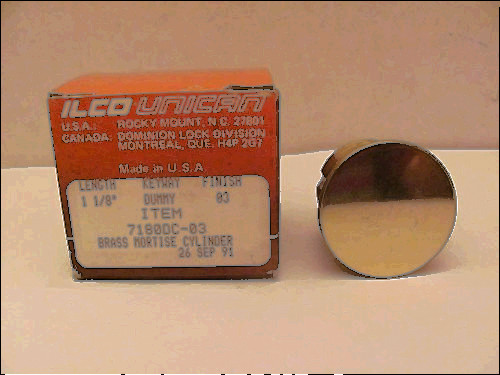 ILCO UNICAN
U.S.A.: ROCKY MOUNT, N.C. 27801
CANADA: DOMINION LOCK DIVISION
MONTREAL, QUE. H4P 2G7
Made in U.S.A
LENGTH KEYWAY FINISH
1 1/8" DUMMY 03
ITEM
7180DC-03
BRASS MORTISE CYLINDER
26 SEP 91